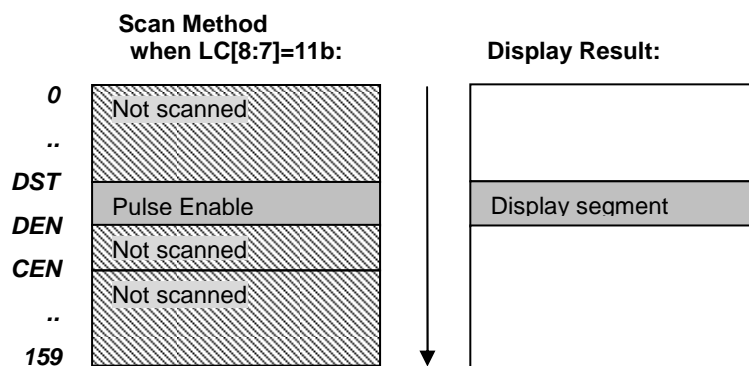 Scan Method
when LC[8:7]=11b:
Display Result:
0
Not scanned
..
DST
Pulse Enable
Display segment
DEN
Not scanned
CEN
Not scanned
..
159